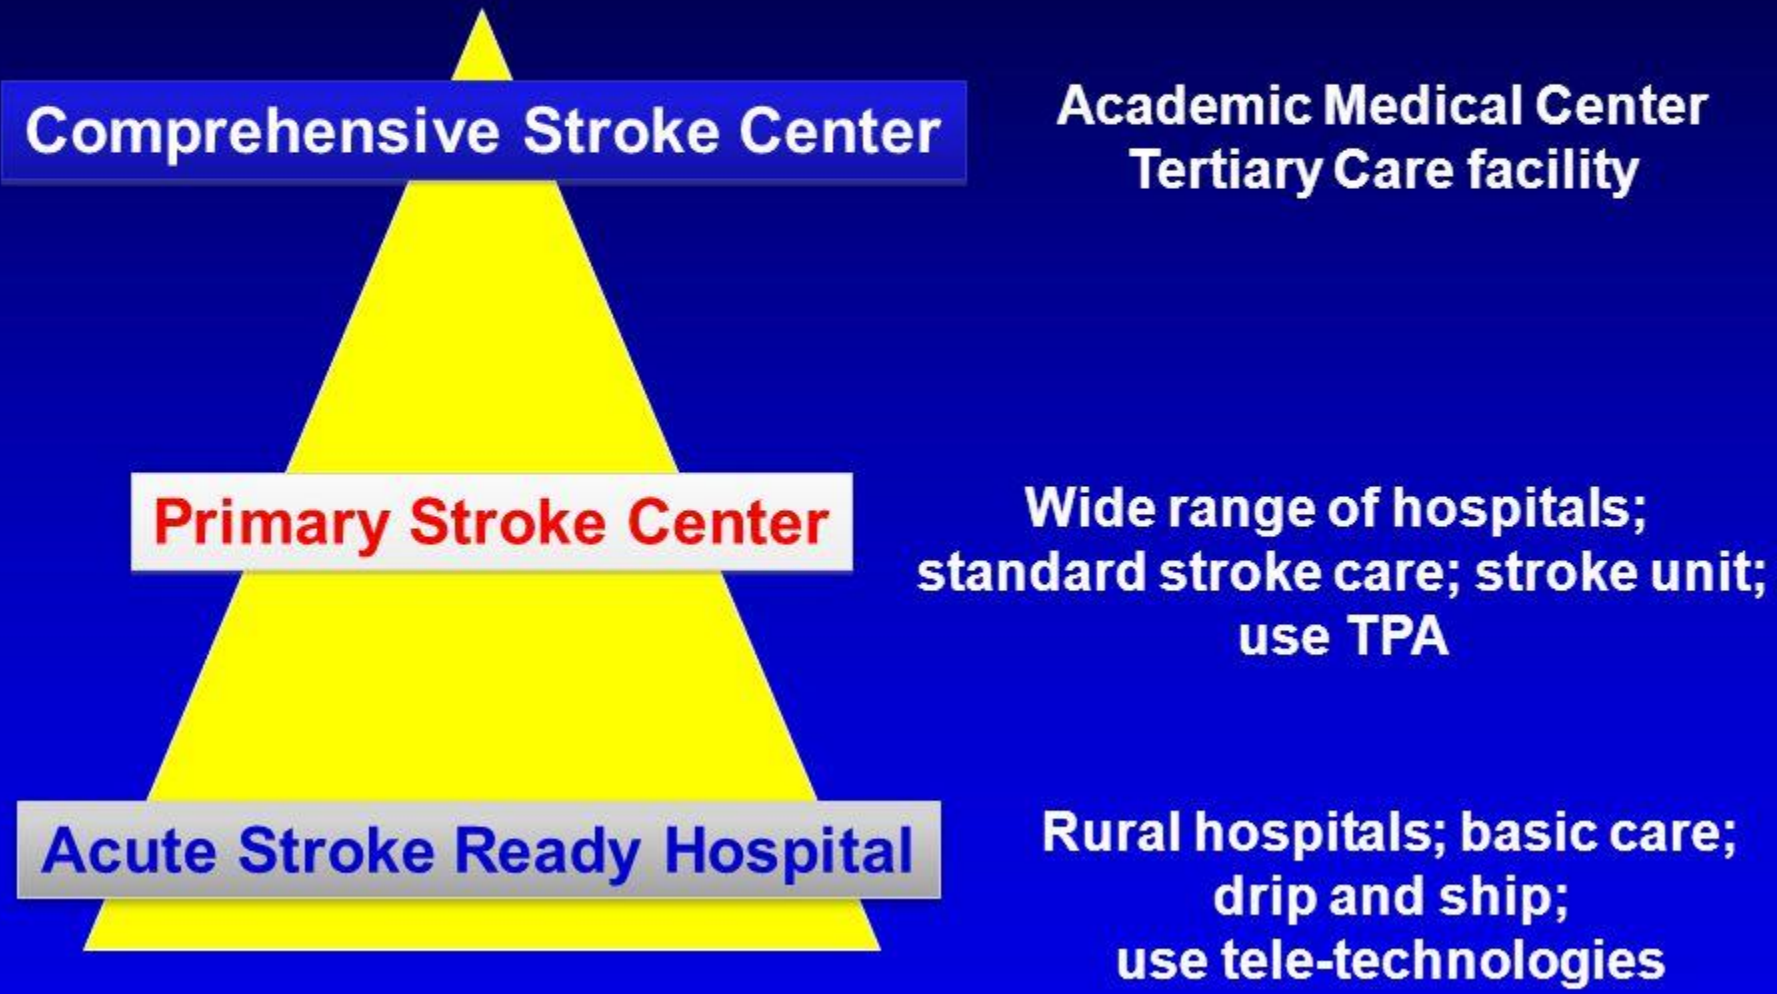 Comprehensive Stroke Center
Academic Medical Center
Tertiary Care facility
Primary Stroke Center
Wide range of hospitals;
standard stroke care; stroke unit;
use TPA
Acute Stroke Ready Hospital
Rural hospitals; basic care;
drip and ship;
use tele-technologies